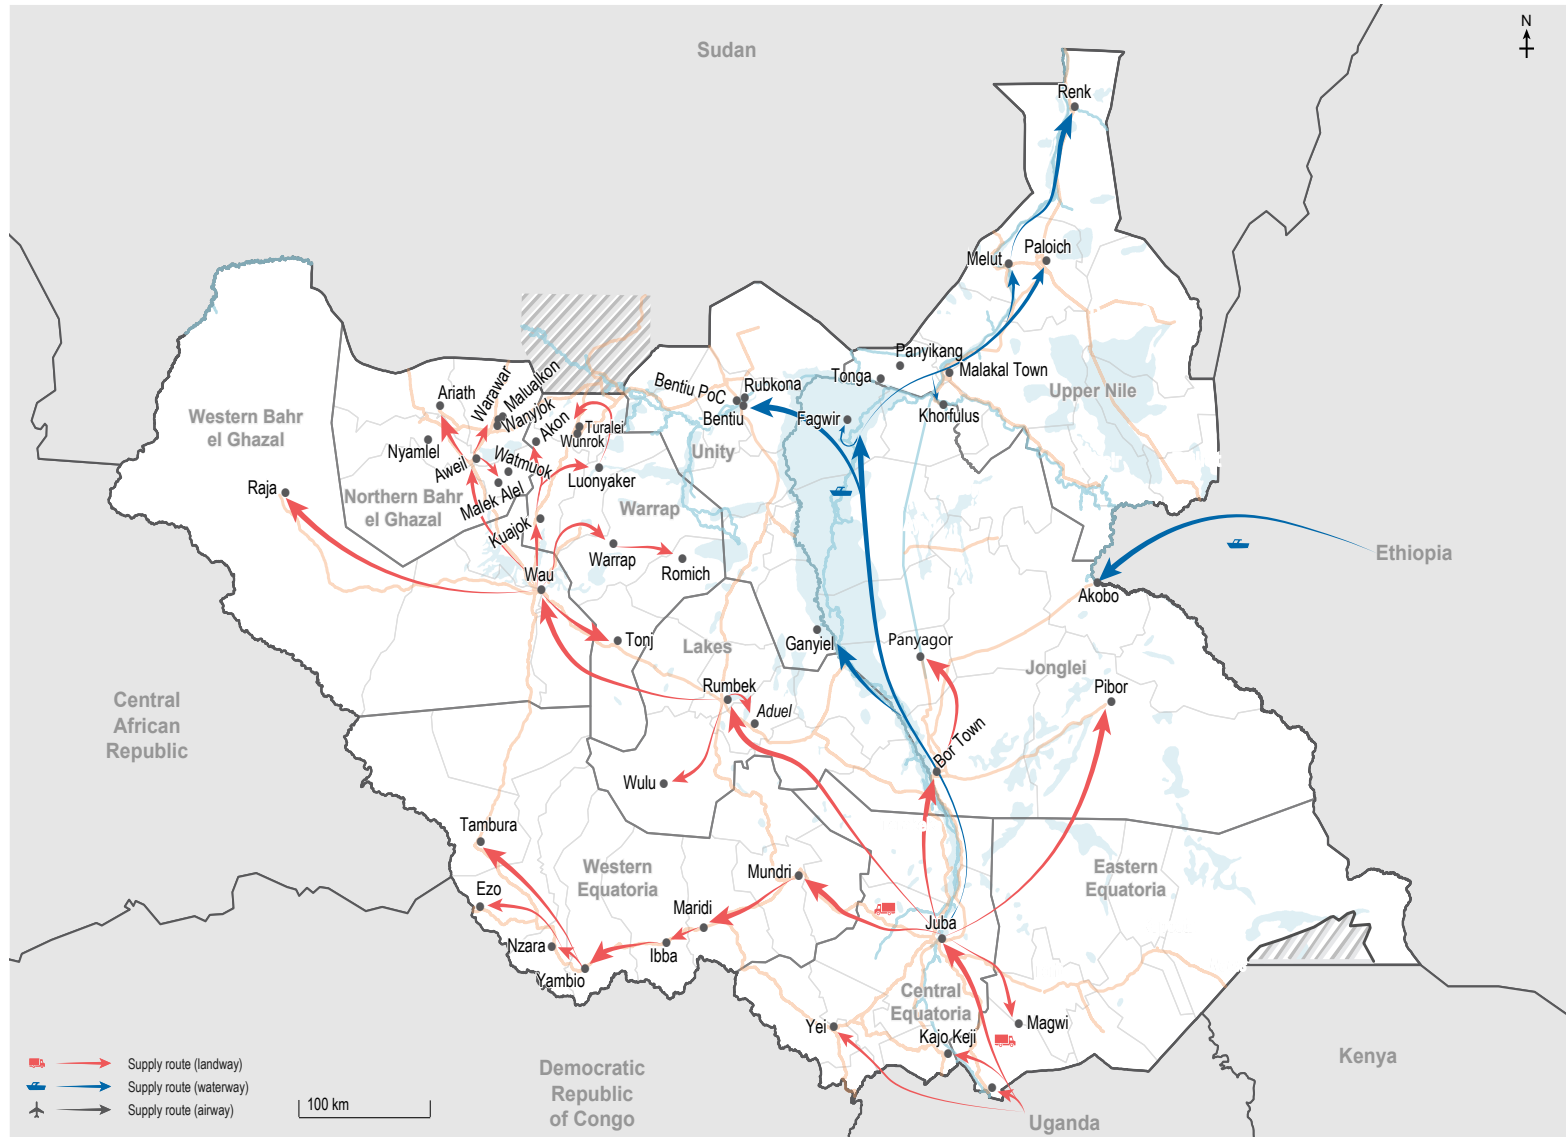 Sudan
N
Renk
Melut
Paloich
Panyikang
Tonga
Malakal Town
Upper Nile
Khorfulus
Fagwir
Bentiu PoC
Rubkona
Bentiu
Unity
Western Bahr
el Ghazal
Ariath
Warawar
Malualkon
Wanyjok
Akon
Turalei
Wunrok
Nyamlel
Aweil
Watmuok
Malek Alel
Luonyaker
Northern Bahr
el Ghazal
Raja
Warrap
Kuajok
Warrap
Romich
Wau
Ethiopia
Akobo
Tonj
Lakes
Ganyiel
Panyagor
Jonglei
Pibor
Rumbek
Aduel
Central
African
Republic
Bor Town
Wulu
Tambura
Western
Equatoria
Mundri
Eastern
Equatoria
Ezo
Maridi
Juba
Nzara
Ibba
Yambio
Central
Equatoria
Yei
Magwi
Kajo Keji
Kenya
Democratic
Republic
of Congo
Uganda
Supply route (landway)
Supply route (waterway)
Supply route (airway)
100 km